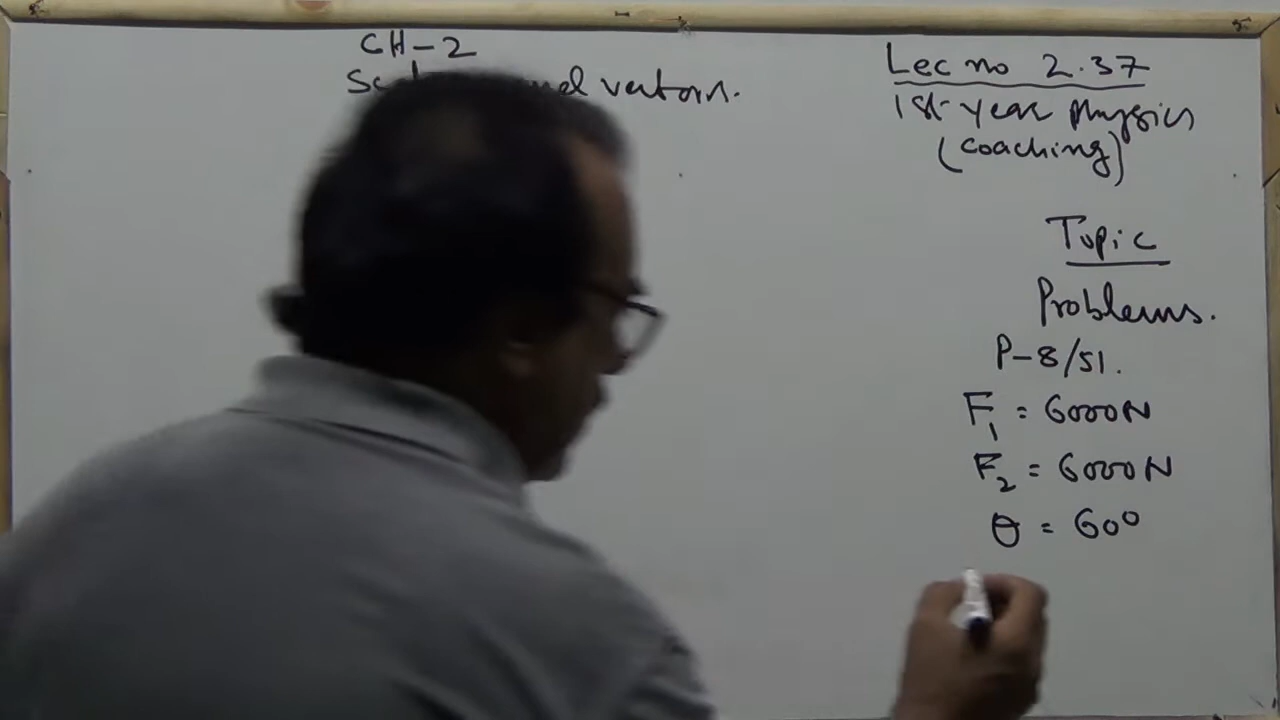 CH-2
vectors.
Lec no 2.37
1st year physics
(coaching)
Topic
Problems.
P-8/51.
F1 = 6000N
F2 = 6000N
θ = 60°